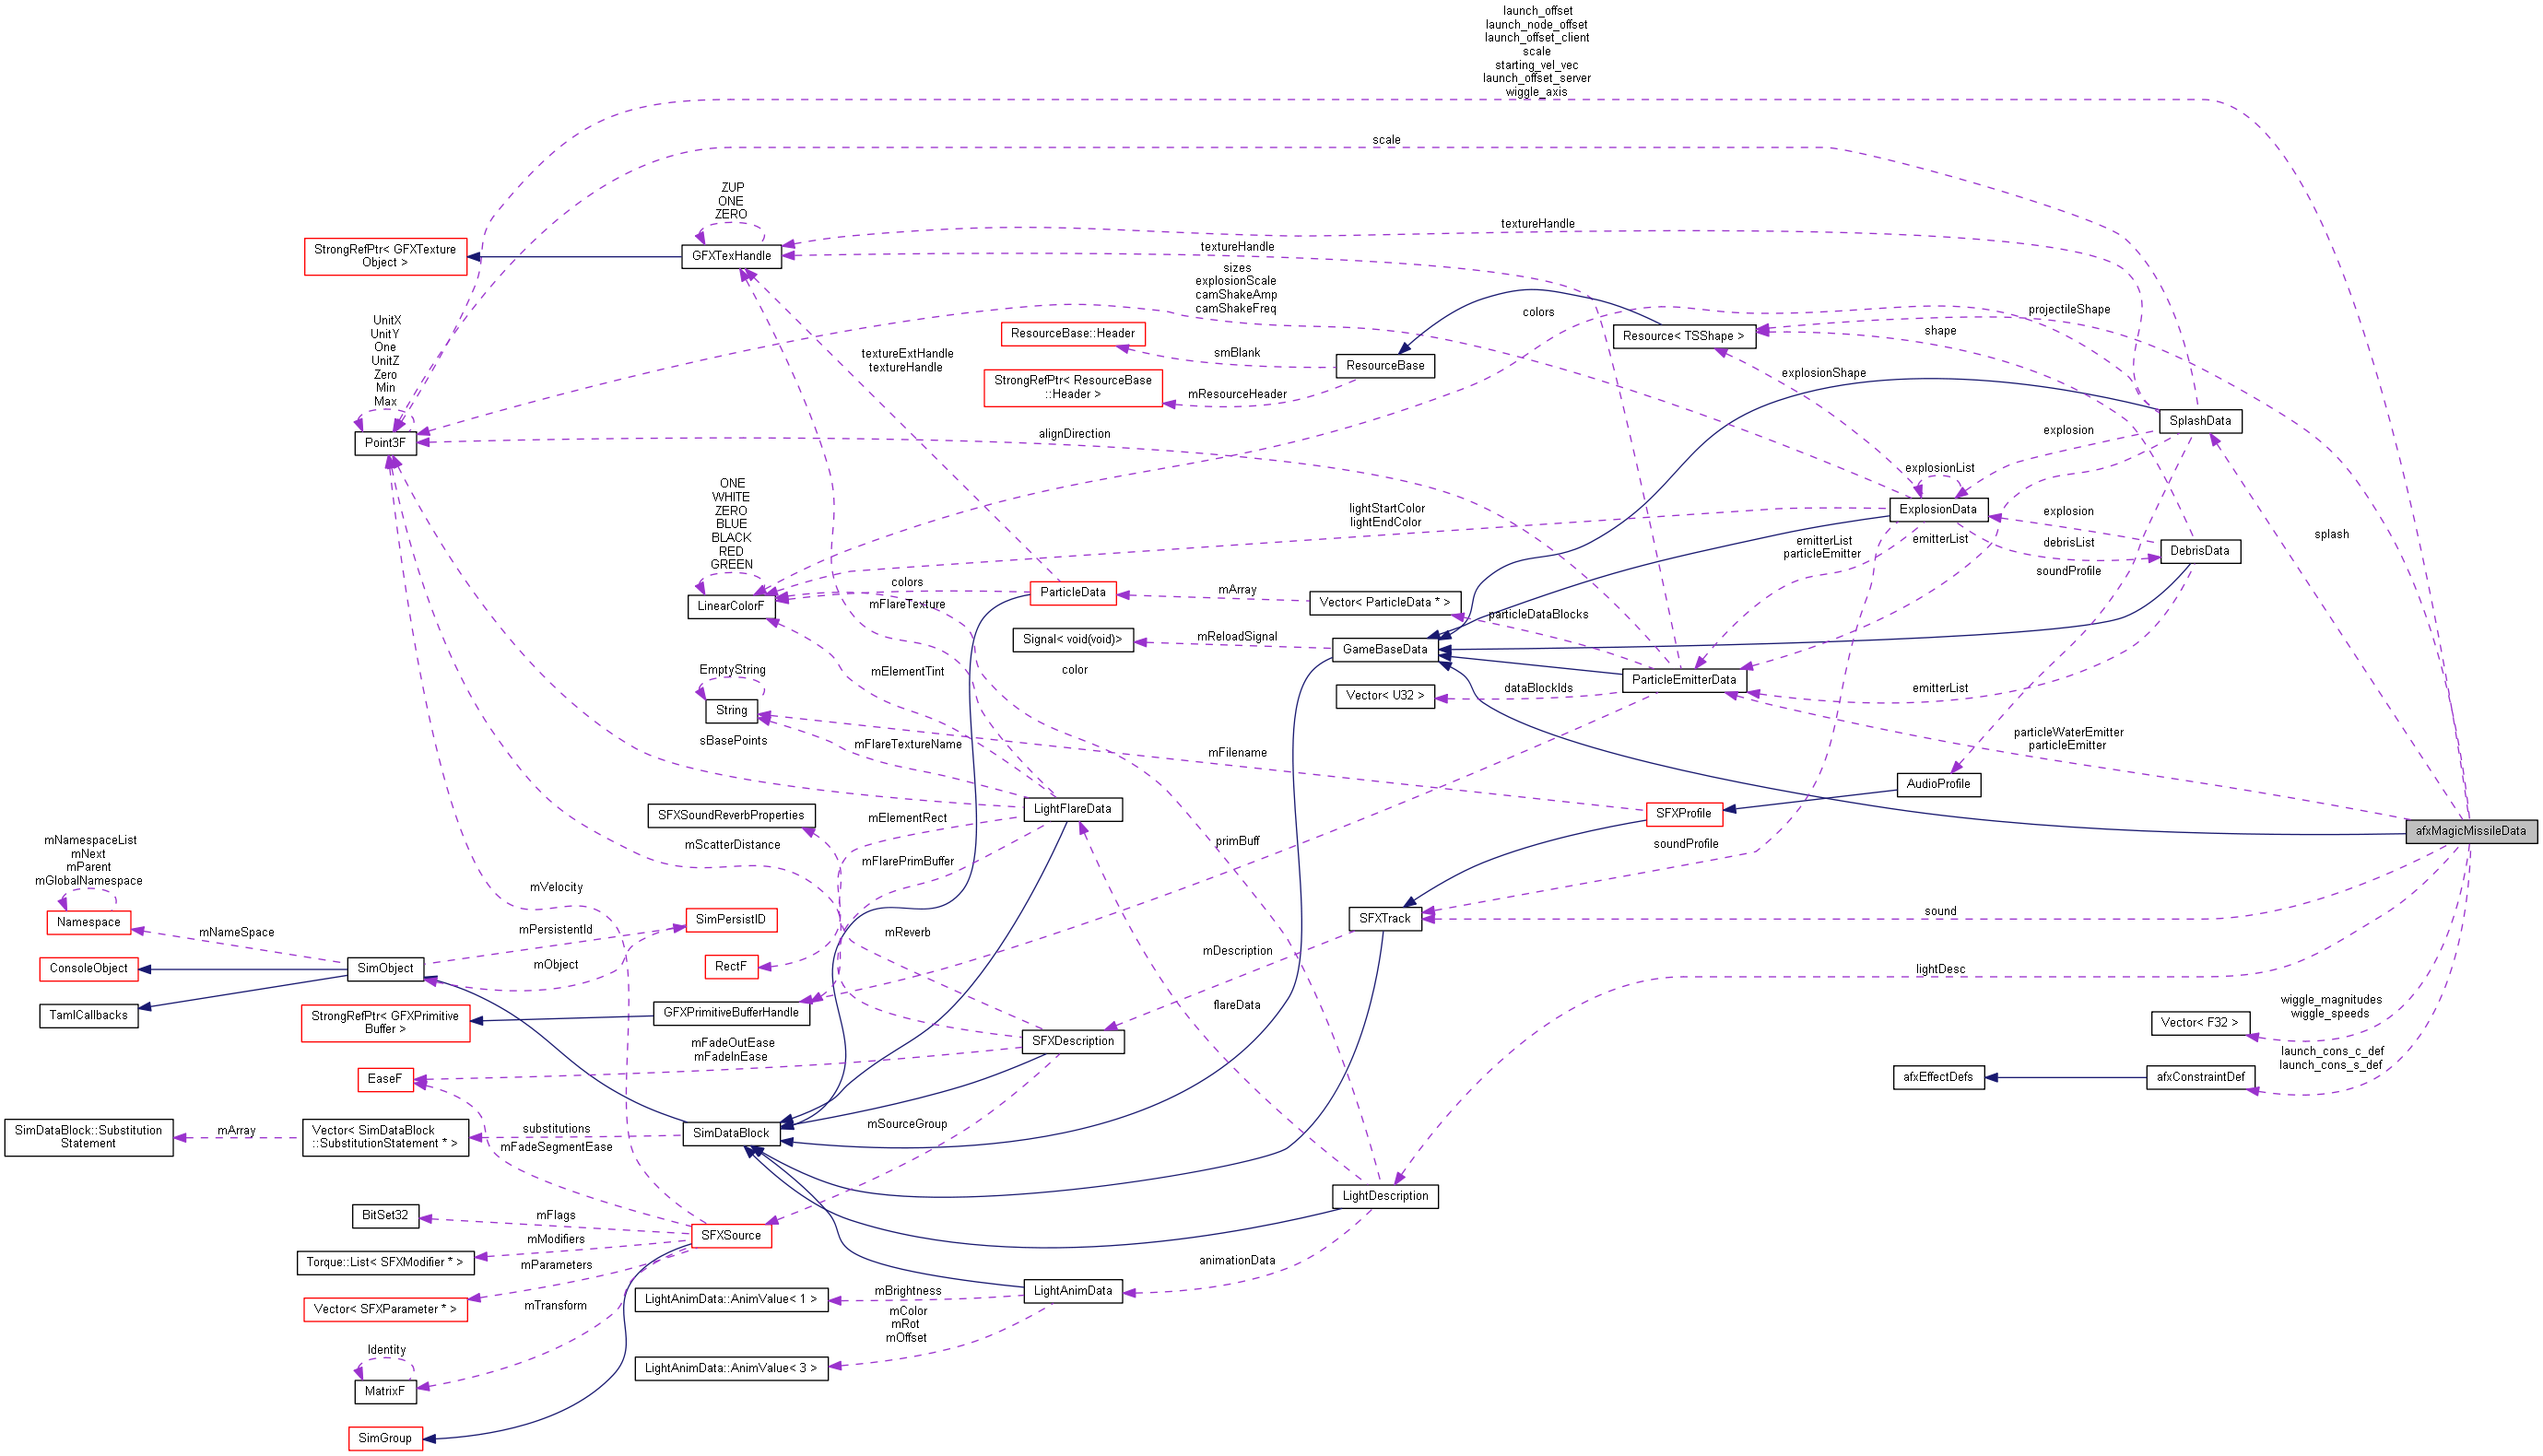 launch_offset
launch_node_offset
launch_offset_client
scale
starting_vel_vec
launch_offset_server
wiggle_axis
scale
ZUP
ONE
ZERO
textureHandle
StrongRefPtr< GFXTexture
Object >
GFXTexHandle
textureHandle
sizes
explosionScale
camShakeAmp
camShakeFreq
colors
projectileShape
UnitX
UnitY
One
UnitZ
Zero
Min
Max
ResourceBase::Header
Resource< TSShape >
shape
textureExtHandle
textureHandle
smBlank
ResourceBase
StrongRefPtr< ResourceBase
::Header >
mResourceHeader
explosionShape
Point3F
alignDirection
SplashData
explosion
explosionList
ONE
WHITE
ZERO
BLUE
BLACK
RED
GREEN
lightStartColor
lightEndColor
ExplosionData
explosion
emitterList
particleEmitter
emitterList
debrisList
DebrisData
splash
soundProfile
LinearColorF
colors
mFlareTexture
ParticleData
mArray
Vector< ParticleData * >
particleDataBlocks
Signal< void(void)>
mReloadSignal
GameBaseData
EmptyString
mElementTint
color
ParticleEmitterData
String
Vector< U32 >
dataBlockIds
emitterList
sBasePoints
mFlareTextureName
mFilename
particleWaterEmitter
particleEmitter
AudioProfile
SFXSoundReverbProperties
mElementRect
LightFlareData
SFXProfile
afxMagicMissileData
mNamespaceList
mNext
mParent
mGlobalNamespace
mScatterDistance
mFlarePrimBuffer
primBuff
soundProfile
mVelocity
Namespace
mNameSpace
mPersistentId
SimPersistID
mReverb
SFXTrack
sound
mDescription
ConsoleObject
SimObject
mObject
RectF
lightDesc
TamlCallbacks
StrongRefPtr< GFXPrimitive
Buffer >
GFXPrimitiveBufferHandle
flareData
wiggle_magnitudes
wiggle_speeds
Vector< F32 >
mFadeOutEase
mFadeInEase
SFXDescription
launch_cons_c_def
launch_cons_s_def
EaseF
afxEffectDefs
afxConstraintDef
SimDataBlock::Substitution
Statement
mArray
Vector< SimDataBlock
::SubstitutionStatement * >
substitutions
mFadeSegmentEase
SimDataBlock
mSourceGroup
LightDescription
BitSet32
mFlags
SFXSource
mModifiers
Torque::List< SFXModifier * >
mParameters
animationData
Vector< SFXParameter * >
mTransform
LightAnimData::AnimValue< 1 >
mBrightness
LightAnimData
mColor
mRot
mOffset
Identity
LightAnimData::AnimValue< 3 >
MatrixF
SimGroup